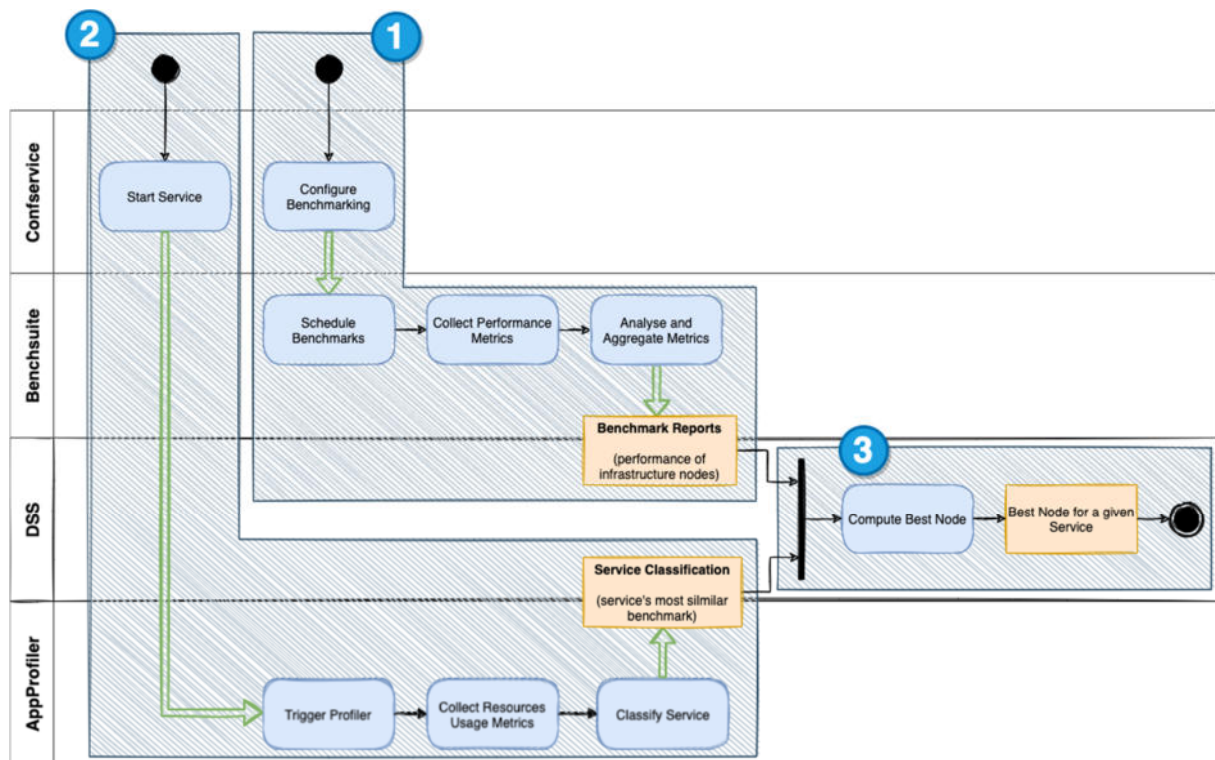 2
1
Confservice
Start Service
Configure
Benchmarking
Benchsuite
Schedule
Benchmarks
Collect Performance
Metrics
Analyse and
Aggregate Metrics
Benchmark Reports
(performance of
infrastructure nodes)
DSS
3
Compute Best Node
Best Node for a given
Service
Service Classification
(service's most silmilar
benchmark)
AppProfiler
Trigger Profiler
Collect Resources
Usage Metrics
Classify Service